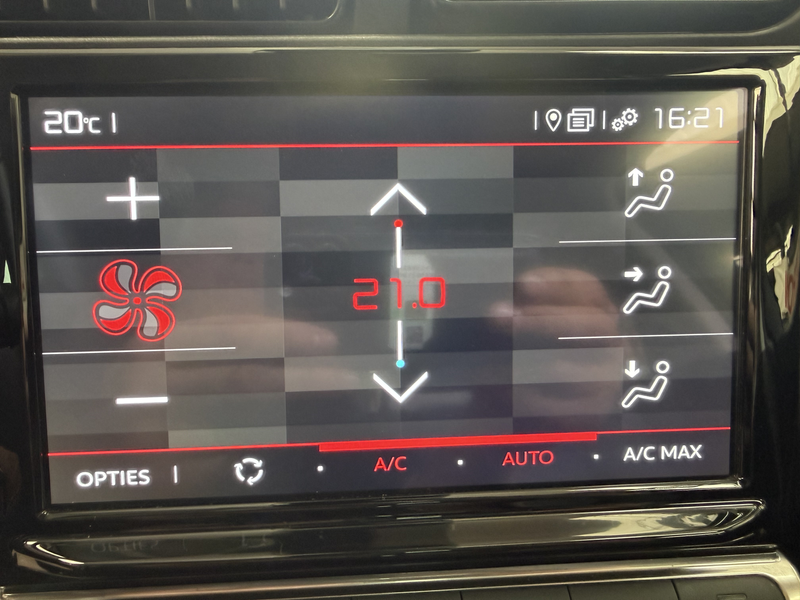 20°C
16:21
21.0
OPTIES
A/C
AUTO
A/C MAX